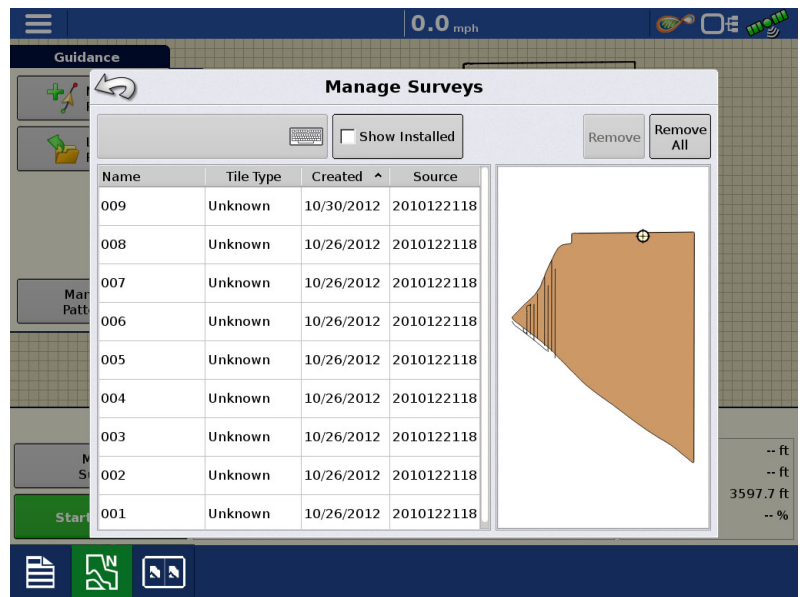 0.0 mph
Guidance
Manage Surveys
Show Installed
Remove
Remove
All
Name Tile Type Created ^ Source
009 Unknown 10/30/2012 2010122118
008 Unknown 10/26/2012 2010122118
007 Unknown 10/26/2012 2010122118
006 Unknown 10/26/2012 2010122118
005 Unknown 10/26/2012 2010122118
004 Unknown 10/26/2012 2010122118
003 Unknown 10/26/2012 2010122118
002 Unknown 10/26/2012 2010122118
001 Unknown 10/26/2012 2010122118
Mar
Patt
M
S
Start
-- ft
-- ft
3597.7 ft
-- %
N